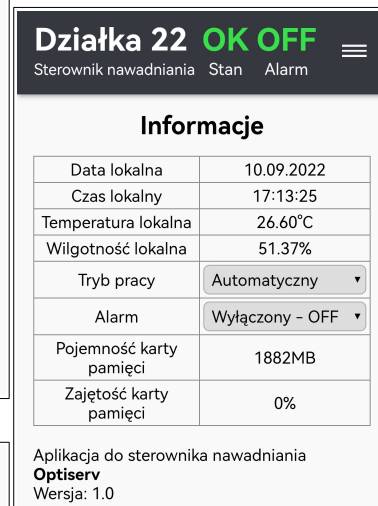 Działka 22 OK OFF
Sterownik nawadniania Stan Alarm
Informacje
Data lokalna 10.09.2022
Czas lokalny 17:13:25
Temperatura lokalna 26.60°C
Wilgotność lokalna 51.37%
Tryb pracy Automatyczny
Alarm Wyłączony - OFF
Pojemność karty
pamięci 1882MB
Zajętość karty
pamięci 0%
Aplikacja do sterownika nawadniania
Optiserv
Wersja: 1.0